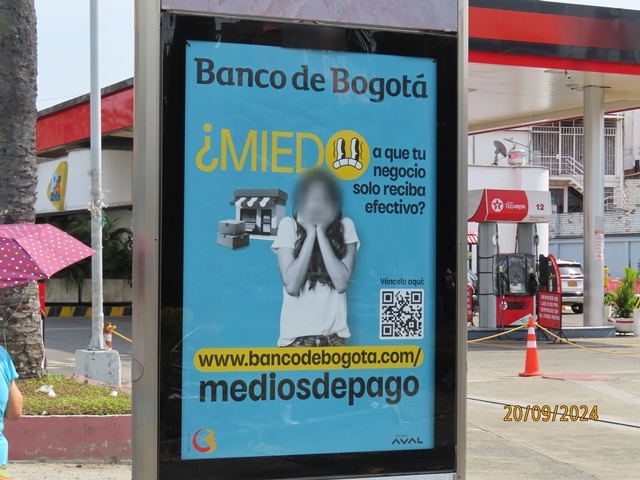 Banco de Bogotá
¿MIEDO
a que tu
negocio
solo reciba
efectivo?
Véncelo aquí:
www.bancodebogota.com/
mediosdepago
AVAL
TECHRON
12
20/09/2024